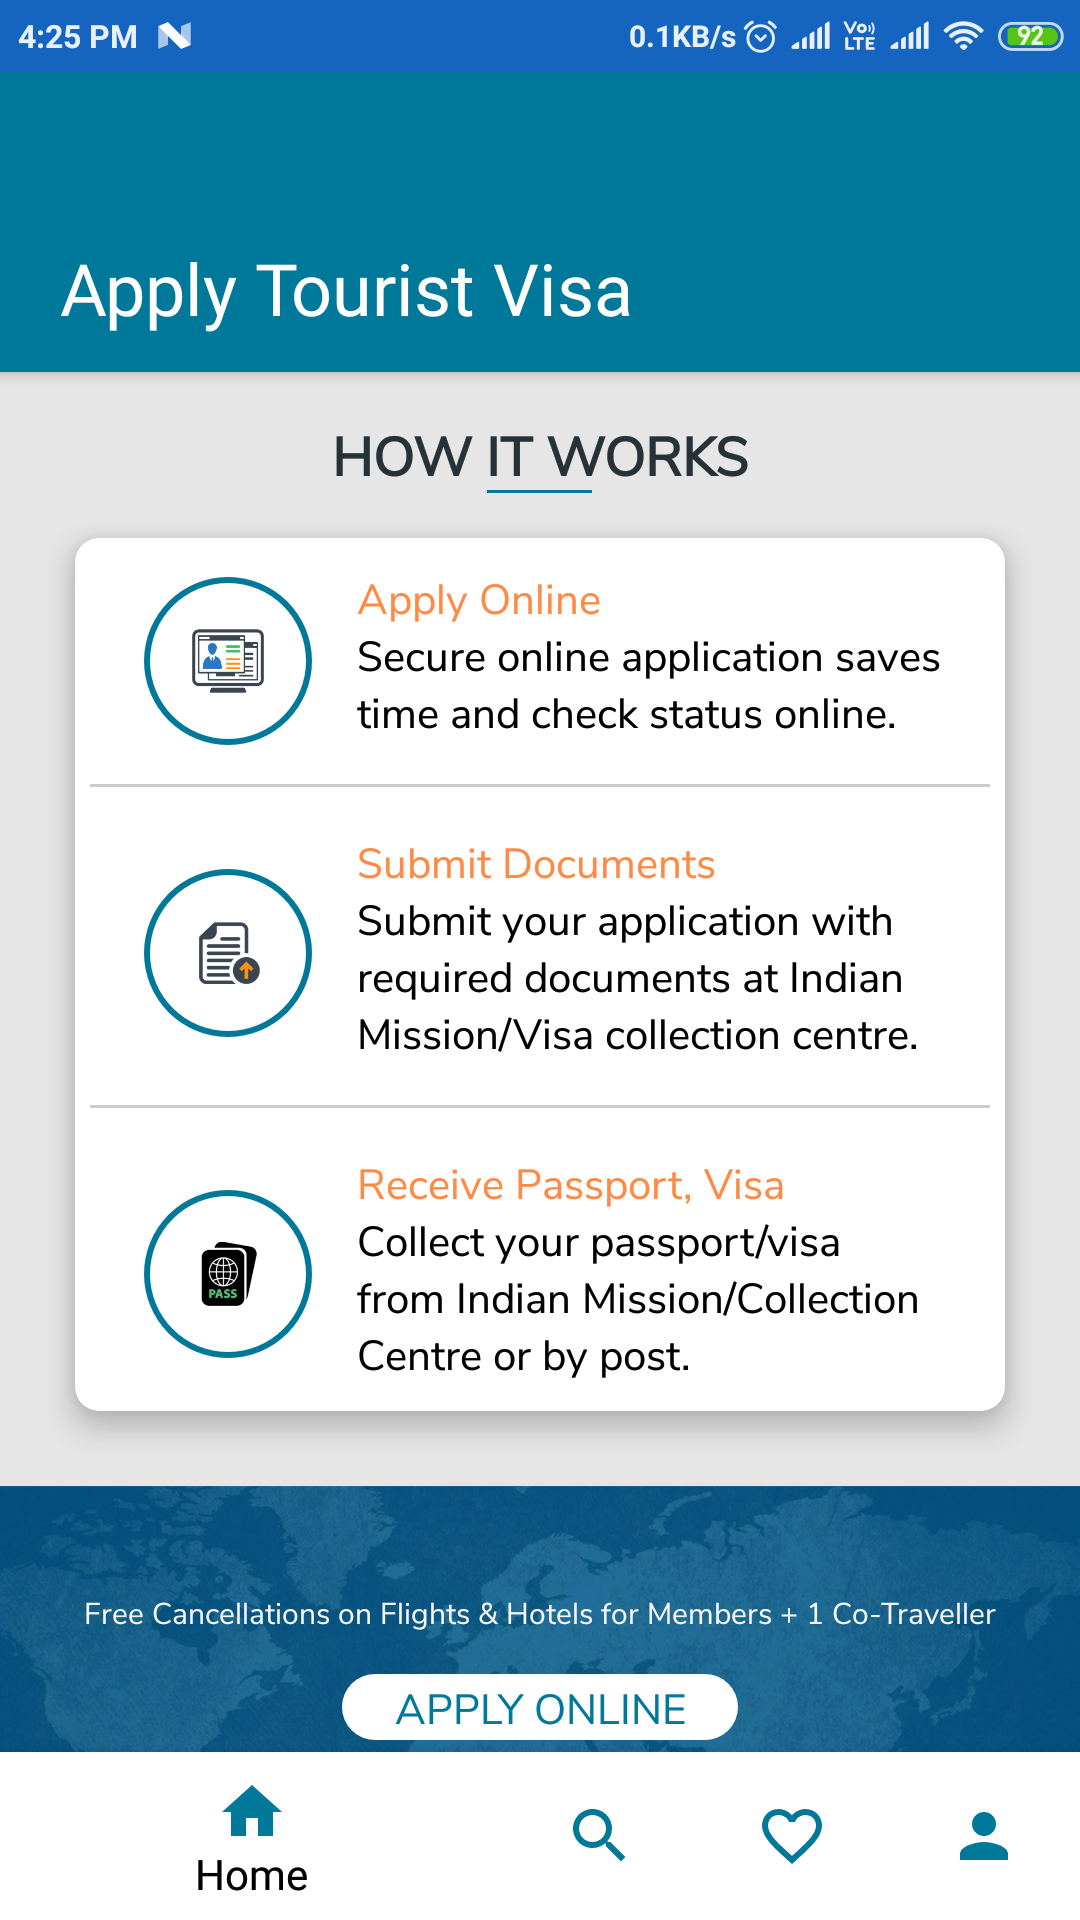 4:25 PM
0.1KB/s
Vo))
LTE
92
Apply Tourist Visa
HOW IT WORKS
Apply Online
Secure online application saves
time and check status online.
Submit Documents
Submit your application with
required documents at Indian
Mission/Visa collection centre.
Receive Passport, Visa
PASS
Collect your passport/visa
from Indian Mission/Collection
Centre or by post.
Free Cancellations on Flights & Hotels for Members + 1 Co-Traveller
APPLY ONLINE
Home